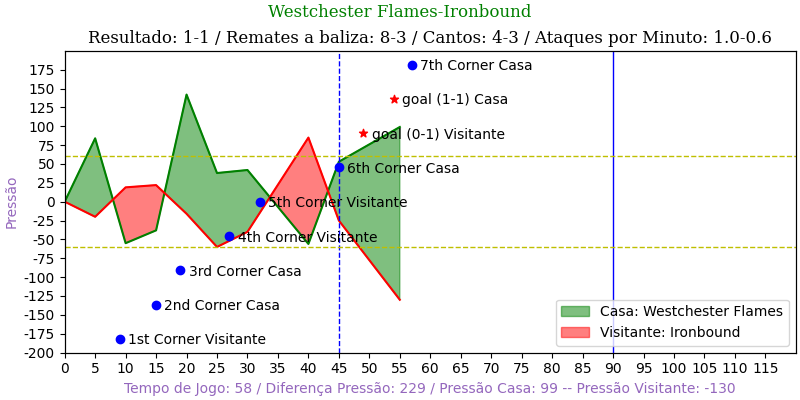 Westchester Flames-Ironbound
Resultado: 1-1 / Remates a baliza: 8-3 / Cantos: 4-3 / Ataques por Minuto: 1.0-0.6
Pressão
175
150
125
100
75
50
25
0
-25
-50
-75
-100
-125
-150
-175
-200
7th Corner Casa
goal (1-1) Casa
goal (0-1) Visitante
6th Corner Casa
5th Corner Visitante
4th Corner Visitante
3rd Corner Casa
2nd Corner Casa
1st Corner Visitante
Casa: Westchester Flames
Visitante: Ironbound
0 5 10 15 20 25 30 35 40 45 50 55 60 65 70 75 80 85 90 95 100 105 110 115
Tempo de Jogo: 58 / Diferença Pressão: 229 / Pressão Casa: 99 -- Pressão Visitante: -130